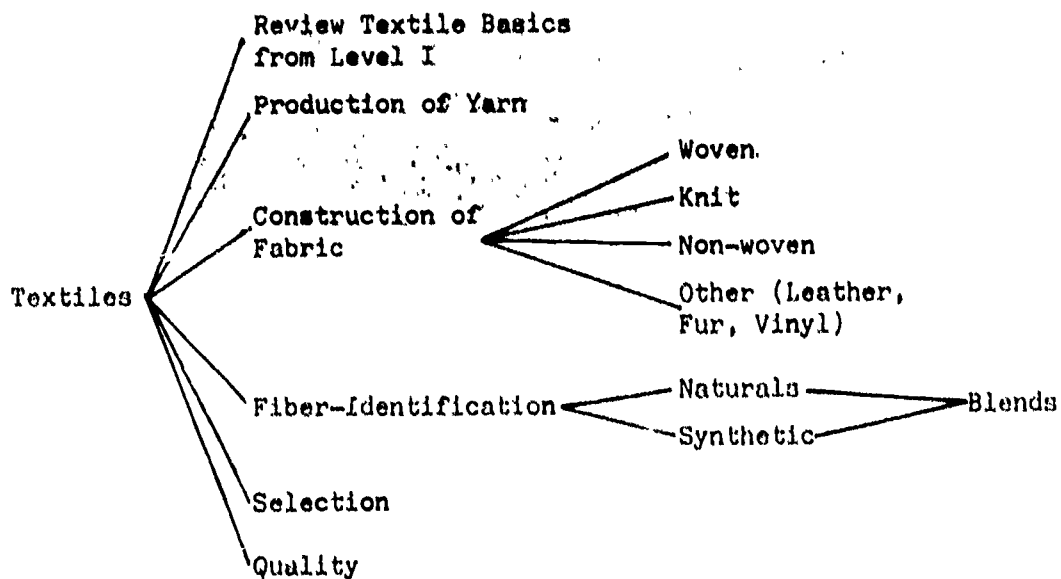 Review Textile Basics
from Level I
Production of Yarn
Woven
Knit
Construction of
Fabric
Non-woven
Textiles
Other (Leather,
Fur, Vinyl)
Fiber-Identification
Naturals
Synthetic
Blends
Selection
Quality